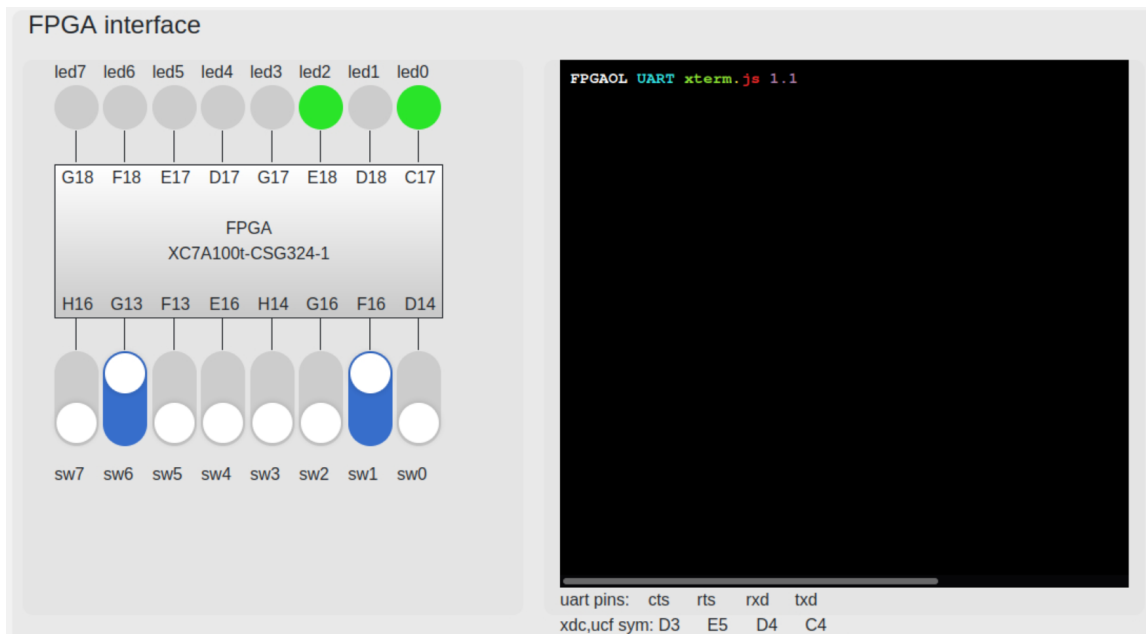 FPGA interface
led7 led6 led5 led4 led3 led2 led1 led0
G18 F18 E17 D17 G17 E18 D18 C17
FPGA
XC7A100t-CSG324-1
H16 G13 F13 E16 H14 G16 F16 D14
sw7 sw6 sw5 sw4 sw3 sw2 sw1 sw0
FPGAOL UART xterm.js 1.1
uart pins: cts rts rxd txd
xdc,ucf sym: D3 E5 D4 C4